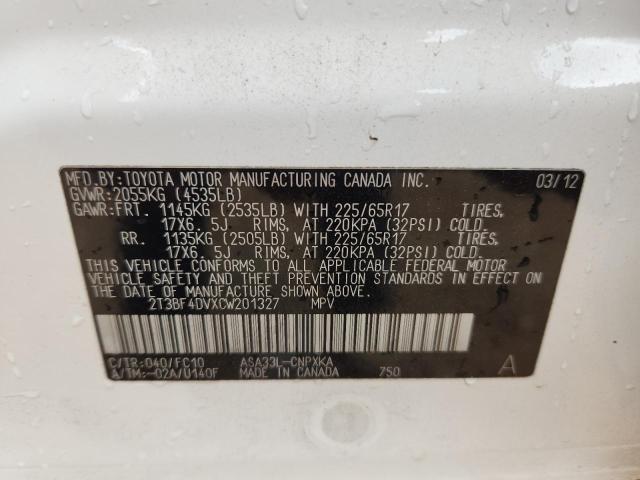 MFD.BY:TOYOTA MOTOR MANUFACTURING CANADA INC. 03/12
GVWR:2055KG (4535LB)
GAWR:FRT. 1145KG (2535LB) WITH 225/65R17 TIRES,
17X6.5J RIMS, AT 220KPA (32PSI) COLD.
RR. 1135KG (2505LB) WITH 225/65R17 TIRES,
17X6.5J RIMS, AT 220KPA (32PSI) COLD.
THIS VEHICLE CONFORMS TO ALL APPLICABLE FEDERAL MOTOR
VEHICLE SAFETY AND THEFT PREVENTION STANDARDS IN EFFECT ON
THE DATE OF MANUFACTURE SHOWN ABOVE.
2T3BF4DVXCW201327 MPV
C/TR:040/FC10 ASA33L-CNPXKA A
A/TM:-02A/U140F MADE IN CANADA 750